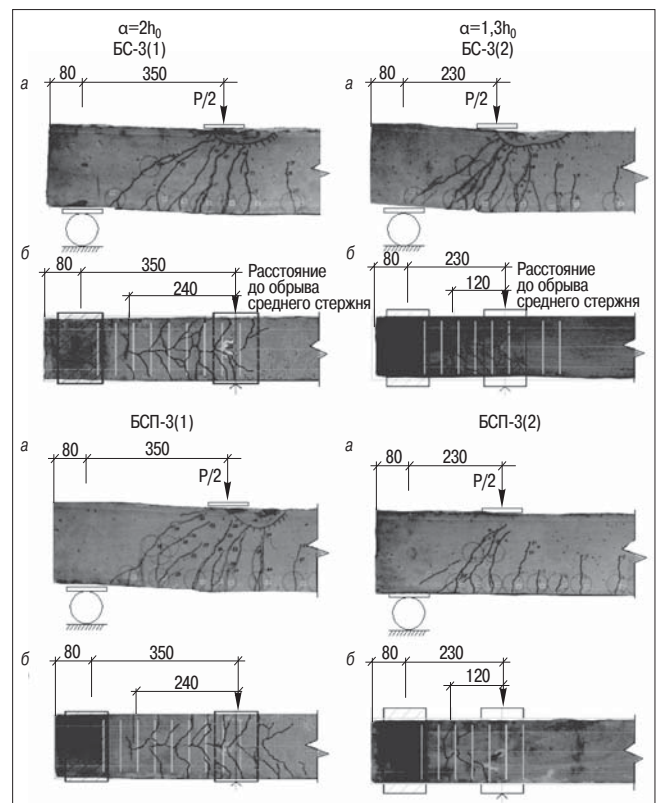 α=2h₀
БС-3(1)
α=1,3h₀
БС-3(2)
а
80
350
P/2
а
80
230
P/2
б
80
350
240
Расстояние
до обрыва
среднего стержня
б
80
230
120
Расстояние
до обрыва
среднего стержня
БСП-3(1)
БСП-3(2)
а
80
350
P/2
а
80
230
P/2
б
80
350
240
б
80
230
120